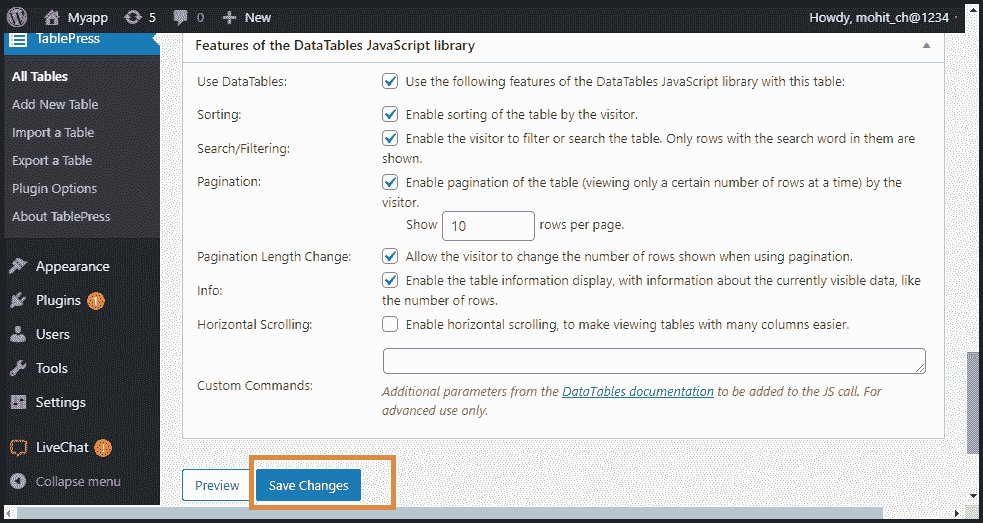 Myapp 5 0 + New Howdy, mohit_ch@1234
TablePress
All Tables
Add New Table
Import a Table
Export a Table
Plugin Options
About TablePress
Appearance
Plugins 1
Users
Tools
Settings
LiveChat !
Collapse menu
Features of the DataTables JavaScript library
Use DataTables: Use the following features of the DataTables JavaScript library with this table:
Sorting: Enable sorting of the table by the visitor.
Search/Filtering: Enable the visitor to filter or search the table. Only rows with the search word in them are
shown.
Pagination: Enable pagination of the table (viewing only a certain number of rows at a time) by the
visitor.
Show 10 rows per page.
Pagination Length Change: Allow the visitor to change the number of rows shown when using pagination.
Info: Enable the table information display, with information about the currently visible data, like
the number of rows.
Horizontal Scrolling: Enable horizontal scrolling, to make viewing tables with many columns easier.
Custom Commands:
Additional parameters from the DataTables documentation to be added to the JS call. For
advanced use only.
Preview Save Changes